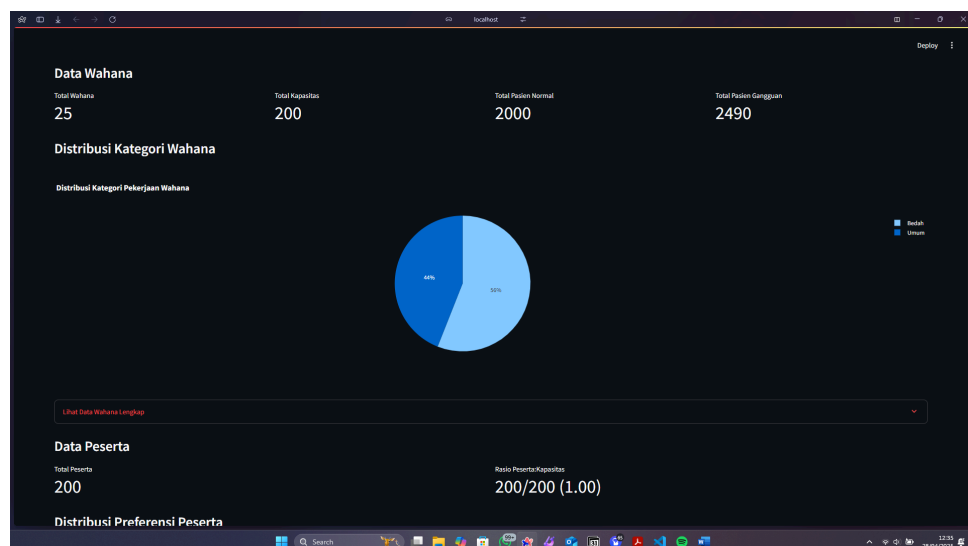 localhost
Deploy
Data Wahana
Total Wahana
25
Total Kapasitas
200
Total Pasien Normal
2000
Total Pasien Gangguan
2490
Distribusi Kategori Wahana
Distribusi Kategori Pekerjaan Wahana
Bedah
Umum
44%
56%
Lihat Data Wahana Lengkap
Data Peserta
Total Peserta
200
Rasio Peserta:Kapasitas
200/200 (1.00)
Distribusi Preferensi Peserta
Search
99+
31
12:35